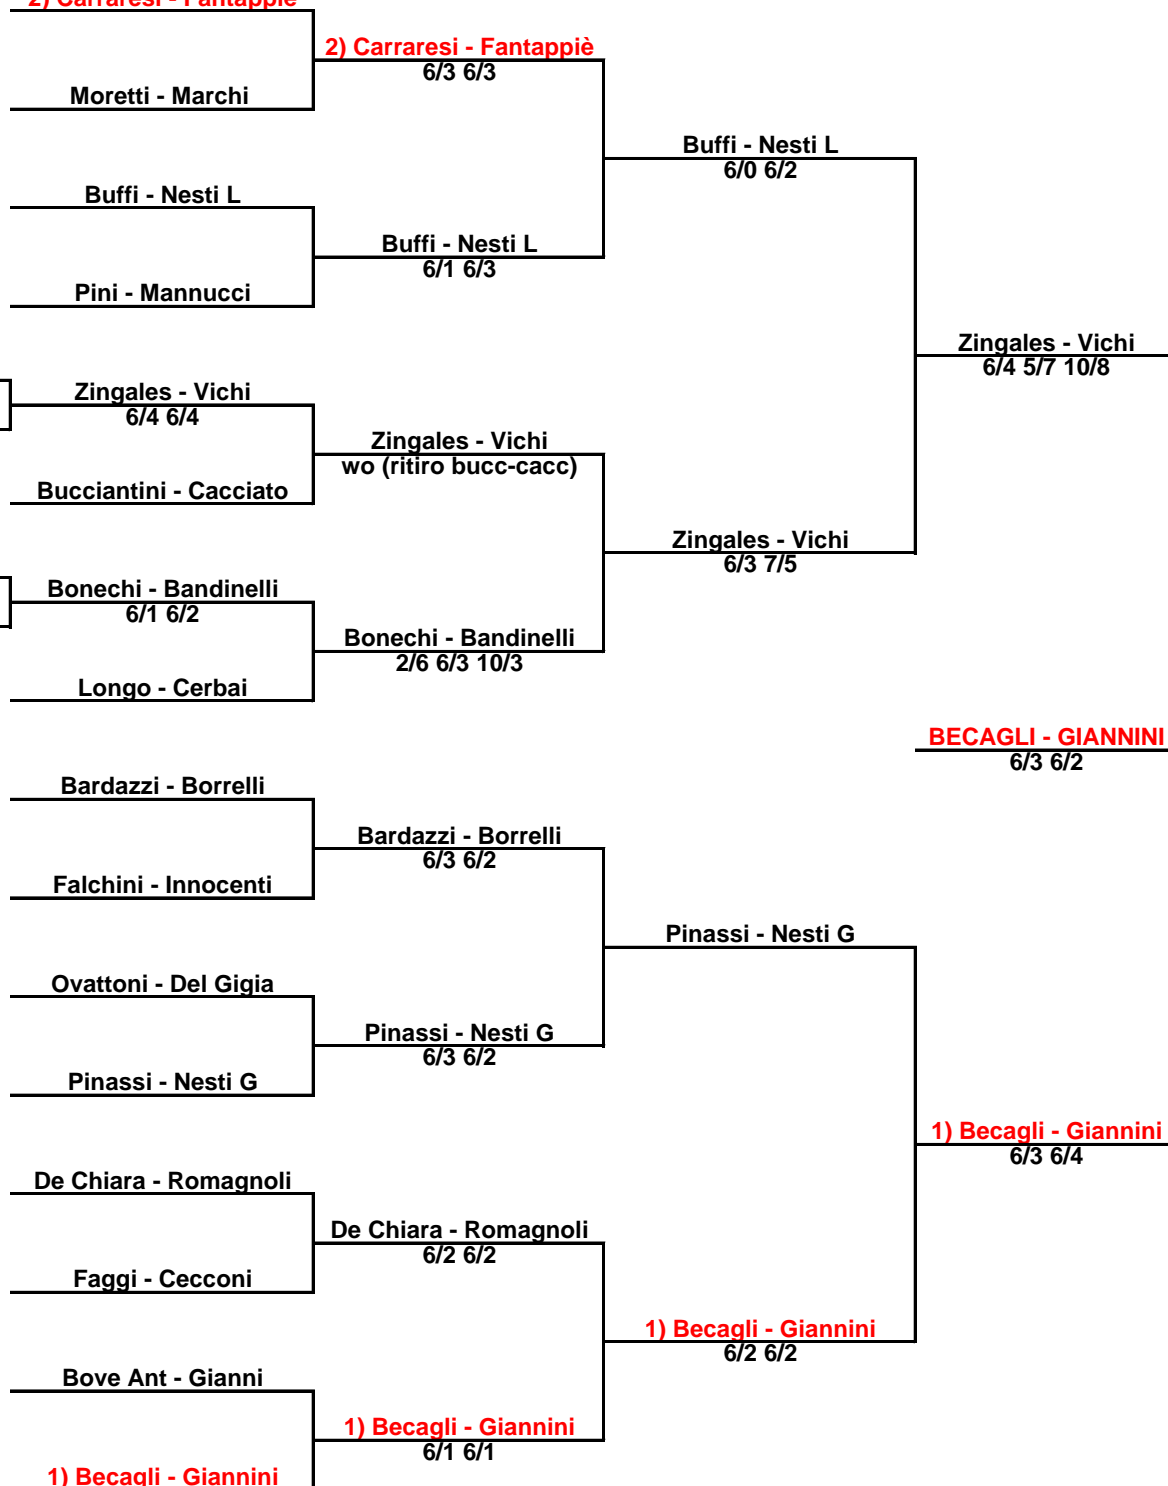 2) Carraresi - Fantappiè
2) Carraresi - Fantappiè
6/3 6/3
Moretti - Marchi
Buffi - Nesti L
6/0 6/2
Buffi - Nesti L
Buffi - Nesti L
6/1 6/3
Pini - Mannucci
Zingales - Vichi
6/4 5/7 10/8
Zingales - Vichi
6/4 6/4
Zingales - Vichi
wo (ritiro bucc-cacc)
Bucciantini - Cacciato
Zingales - Vichi
6/3 7/5
Bonechi - Bandinelli
6/1 6/2
Bonechi - Bandinelli
2/6 6/3 10/3
Longo - Cerbai
BECAGLI - GIANNINI
6/3 6/2
Bardazzi - Borrelli
Bardazzi - Borrelli
6/3 6/2
Falchini - Innocenti
Pinassi - Nesti G
Ovattoni - Del Gigia
Pinassi - Nesti G
6/3 6/2
Pinassi - Nesti G
1) Becagli - Giannini
6/3 6/4
De Chiara - Romagnoli
De Chiara - Romagnoli
6/2 6/2
Faggi - Cecconi
1) Becagli - Giannini
6/2 6/2
Bove Ant - Gianni
1) Becagli - Giannini
6/1 6/1
1) Becagli - Giannini